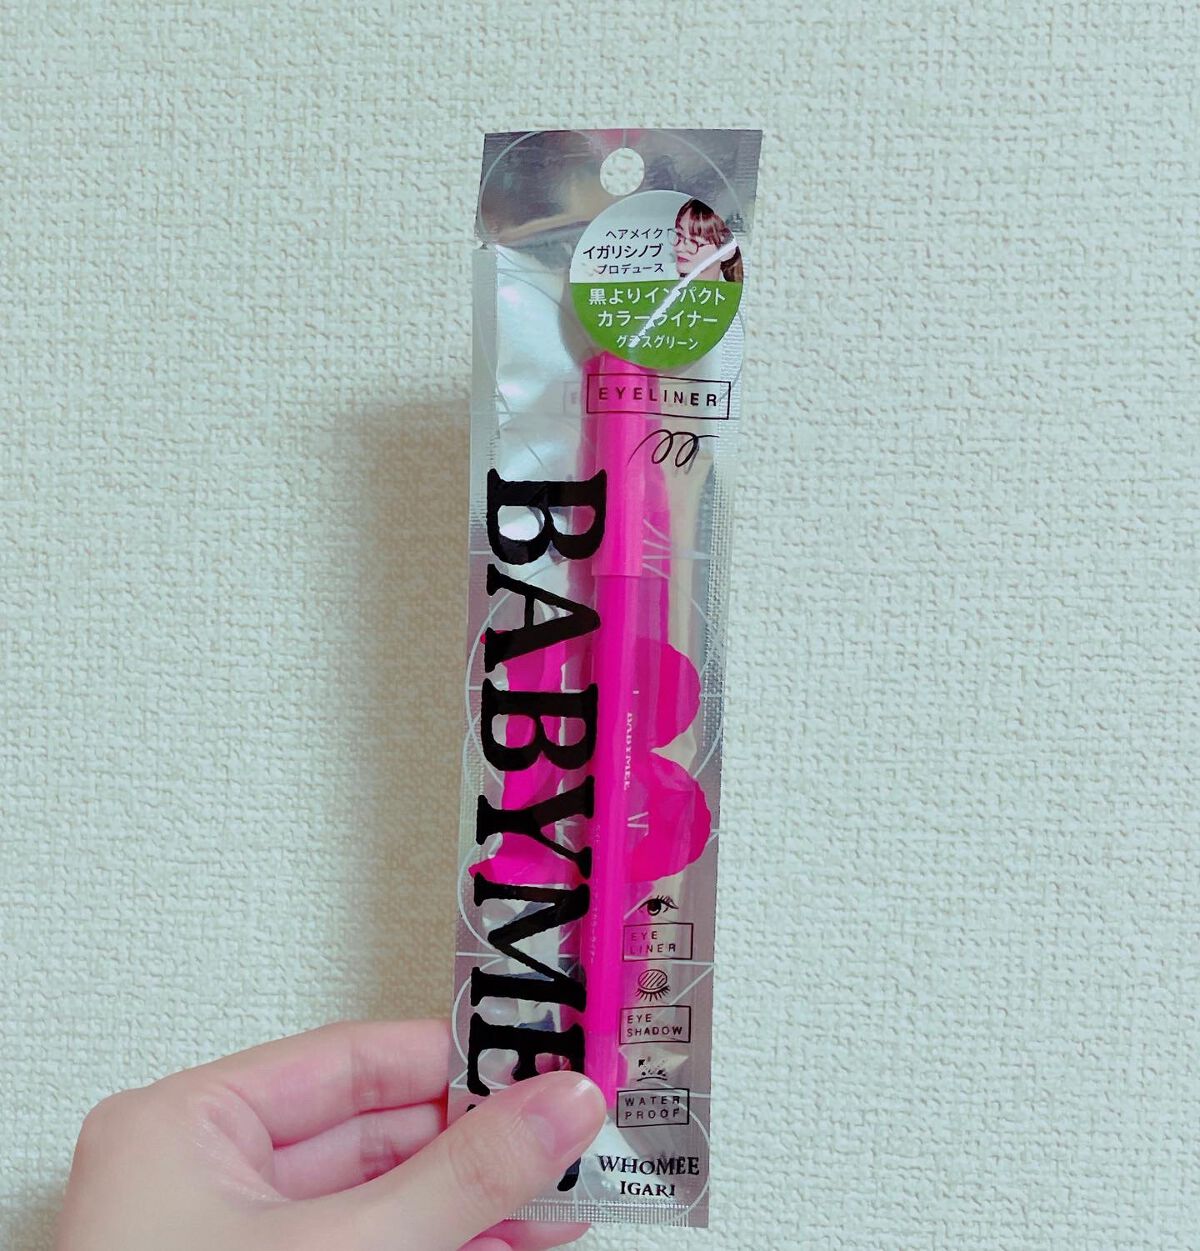 ヘアメイク
イガリシノブ
プロデュース
黒よりインパクト
カラーライナー
グラスグリーン
EYELINER
BABYMEE
BABYMEE
EYE
LINER
EYE
SHADOW
WATER
PROOF
WHOMEE
IGARI